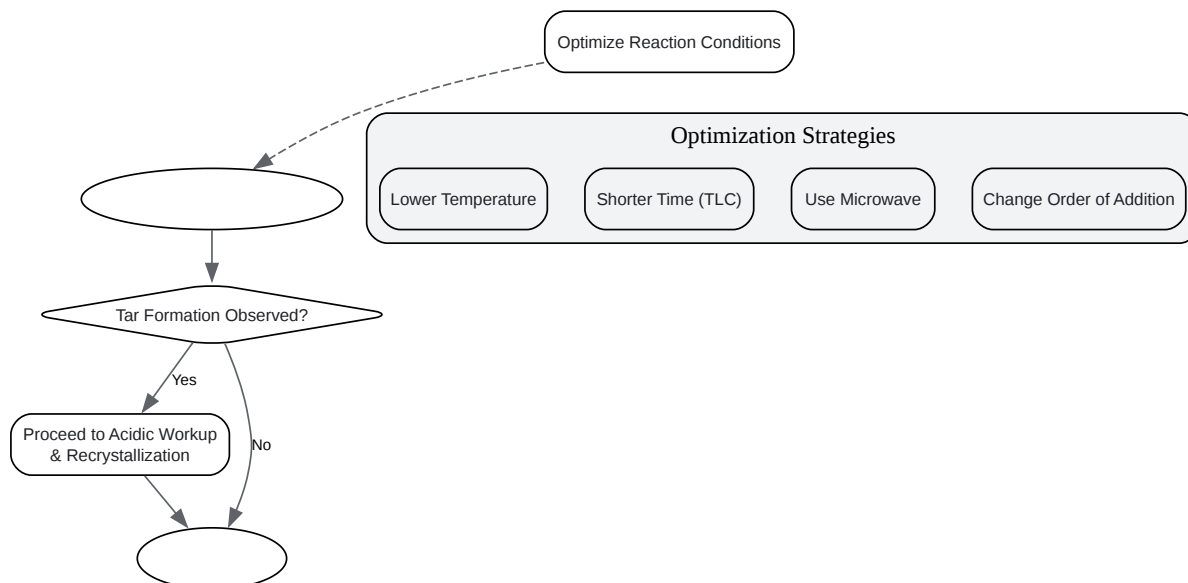 Optimize Reaction Conditions
Optimization Strategies
Lower Temperature
Shorter Time (TLC)
Use Microwave
Change Order of Addition
Tar Formation Observed?
Yes
Proceed to Acidic Workup
& Recrystallization
No